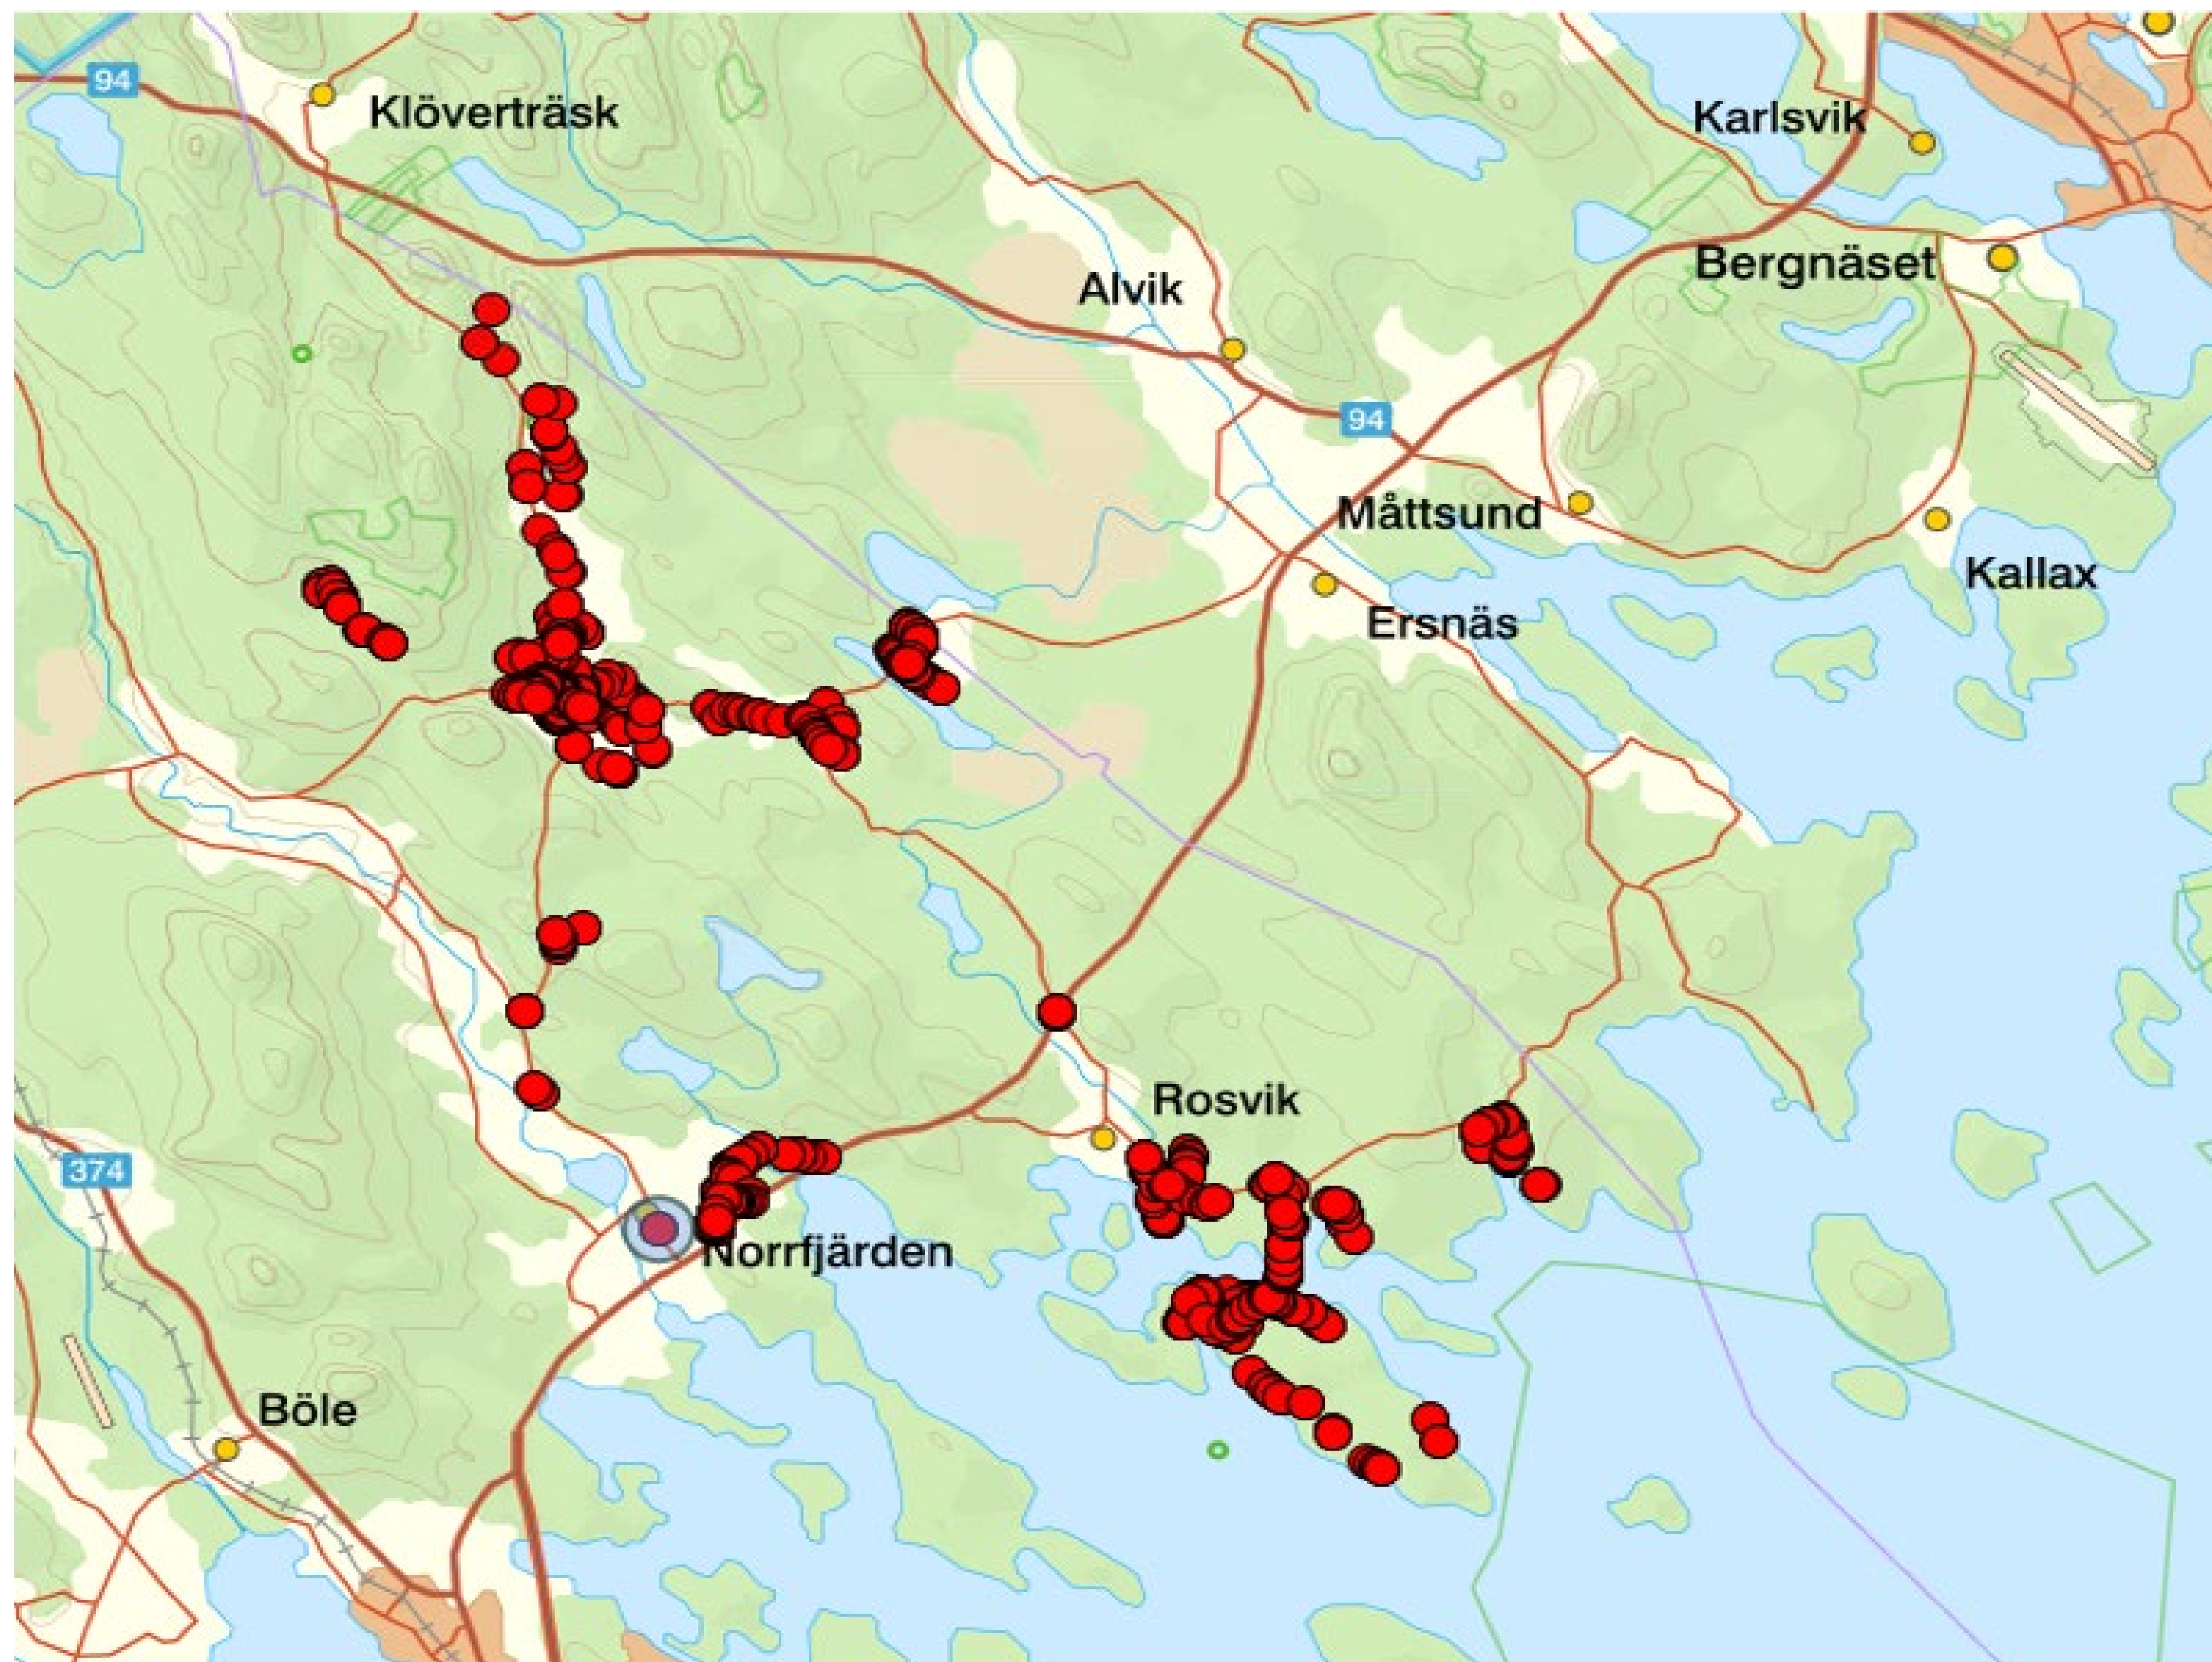 94
Klöverträsk
Karlsvik
Bergnäset
Alvik
94
Måttsund
Kallax
Ersnäs
Rosvik
374
Norrfjärden
Böle